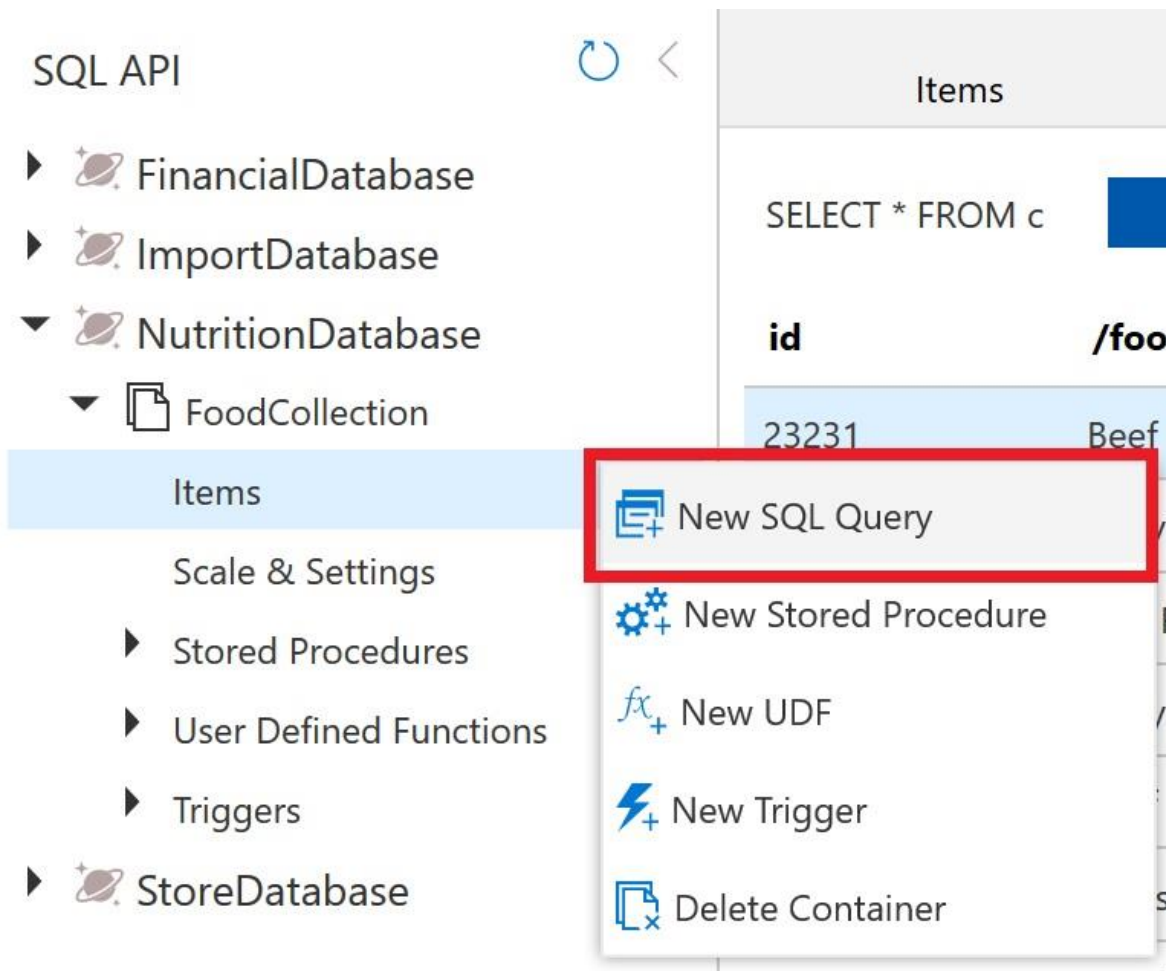 SQL API
FinancialDatabase
ImportDatabase
NutritionDatabase
FoodCollection
Items
Scale & Settings
Stored Procedures
User Defined Functions
Triggers
StoreDatabase
Items
SELECT * FROM c
id
23231 Beef
New SQL Query
New Stored Procedure
New UDF
New Trigger
Delete Container